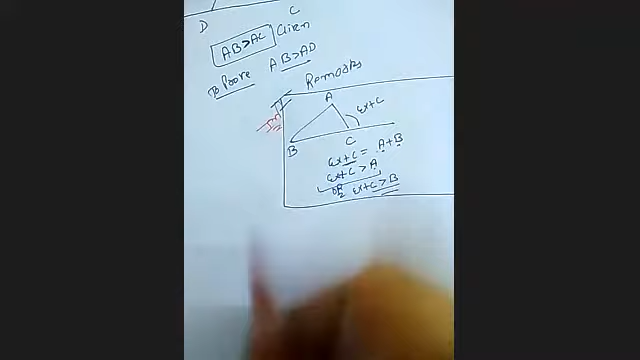 D C
AB>AC Given
To Prove AB>AD
Remarks
A
ext C
B C
ext C = A+B
ext C > A
or
ext C > B